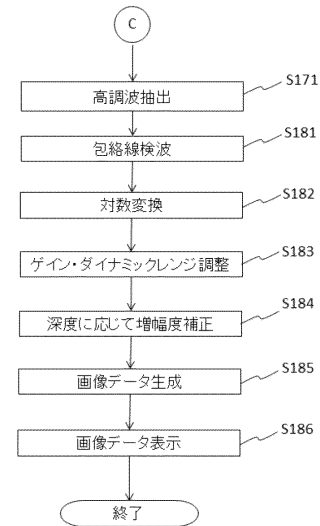 C
高調波抽出
S171
包絡線検波
S181
対数変換
S182
ゲイン・ダイナミックレンジ調整
S183
深度に応じて増幅度補正
S184
画像データ生成
S185
画像データ表示
S186
終了